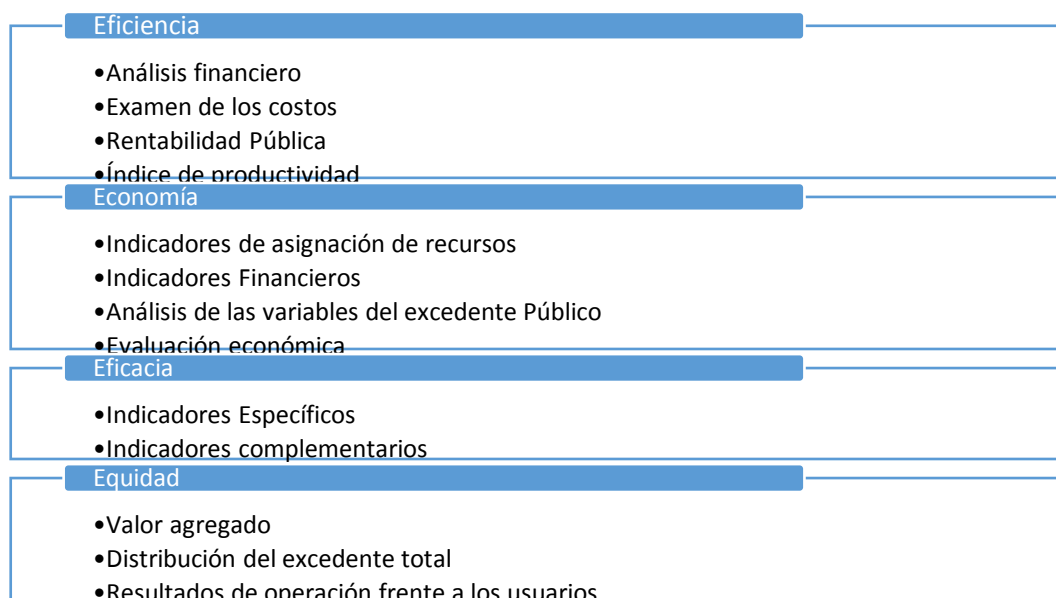 Eficiencia
•Análisis financiero
•Examen de los costos
•Rentabilidad Pública
•Índice de productividad
Economía
•Indicadores de asignación de recursos
•Indicadores Financieros
•Análisis de las variables del excedente Público
•Evaluación económica
Eficacia
•Indicadores Específicos
•Indicadores complementarios
Equidad
•Valor agregado
•Distribución del excedente total
•Resultados de operación frente a los usuarios